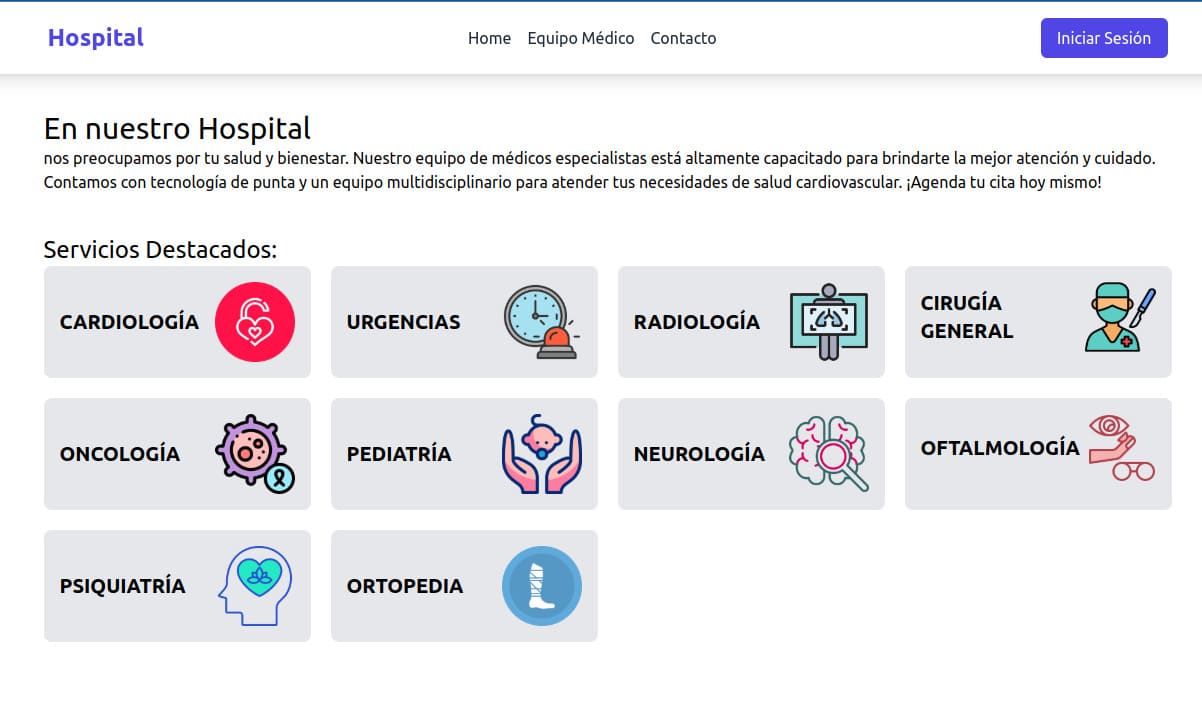 Hospital
Home Equipo Médico Contacto
Iniciar Sesión
En nuestro Hospital
nos preocupamos por tu salud y bienestar. Nuestro equipo de médicos especialistas está altamente capacitado para brindarte la mejor atención y cuidado.
Contamos con tecnología de punta y un equipo multidisciplinario para atender tus necesidades de salud cardiovascular. ¡Agenda tu cita hoy mismo!
Servicios Destacados:
CARDIOLOGÍA
URGENCIAS
RADIOLOGÍA
CIRUGÍA
GENERAL
ONCOLOGÍA
PEDIATRÍA
NEUROLOGÍA
OFTALMOLOGÍA
PSIQUIATRÍA
ORTOPEDIA